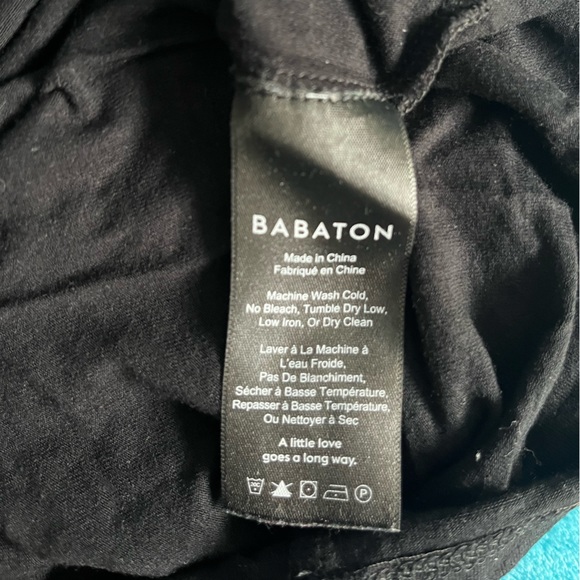 BABATON
Made in China
Fabriqué en Chine
Machine Wash Cold,
No Bleach, Tumble Dry Low,
Low Iron, Or Dry Clean
Laver à La Machine à
L'eau Froide,
Pas De Blanchiment,
Sécher à Basse Température,
Repasser à Basse Température,
Ou Nettoyer à Sec
A little love
goes a long way.
30C P